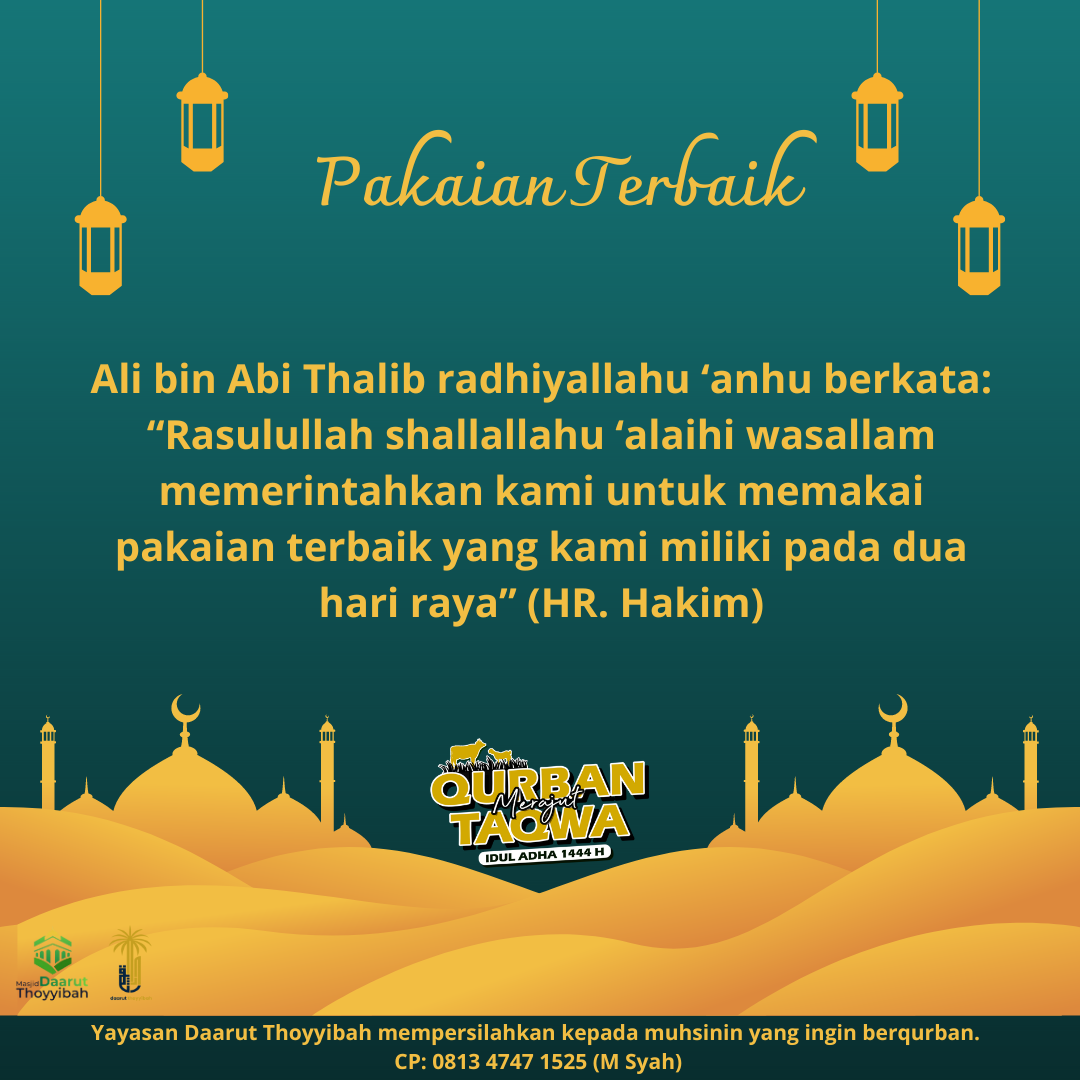 Pakaian Terbaik
Ali bin Abi Thalib radhiyallahu ‘anhu berkata:
“Rasulullah shallallahu ‘alaihi wasallam
memerintahkan kami untuk memakai
pakaian terbaik yang kami miliki pada dua
hari raya” (HR. Hakim)
QURBAN
Merajut
TAQWA
IDUL ADHA 1444 H
Masjid Daarut
Thoyyibah
Yayasan Daarut Thoyyibah mempersilahkan kepada muhsinin yang ingin berqurban.
CP: 0813 4747 1525 (M Syah)